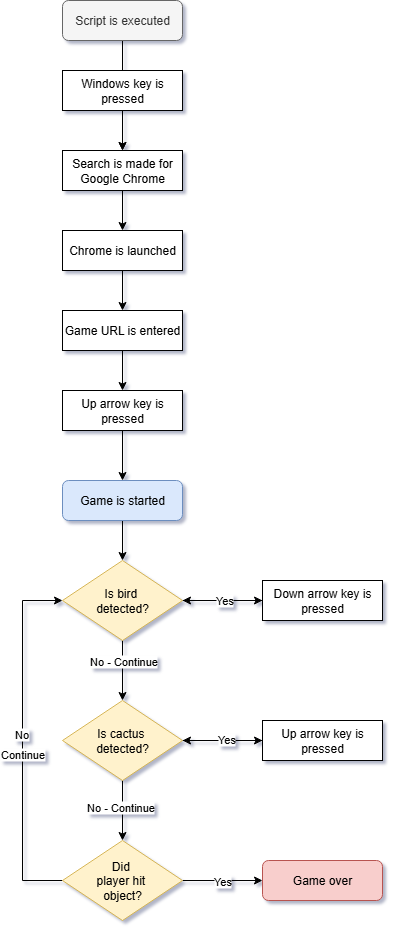 Script is executed
Windows key is
pressed
Search is made for
Google Chrome
Chrome is launched
Game URL is entered
Up arrow key is
pressed
Game is started
Is bird
detected?
Yes
Down arrow key is
pressed
No - Continue
Is cactus
detected?
Yes
Up arrow key is
pressed
No
Continue
No - Continue
Did
player hit
object?
Yes
Game over